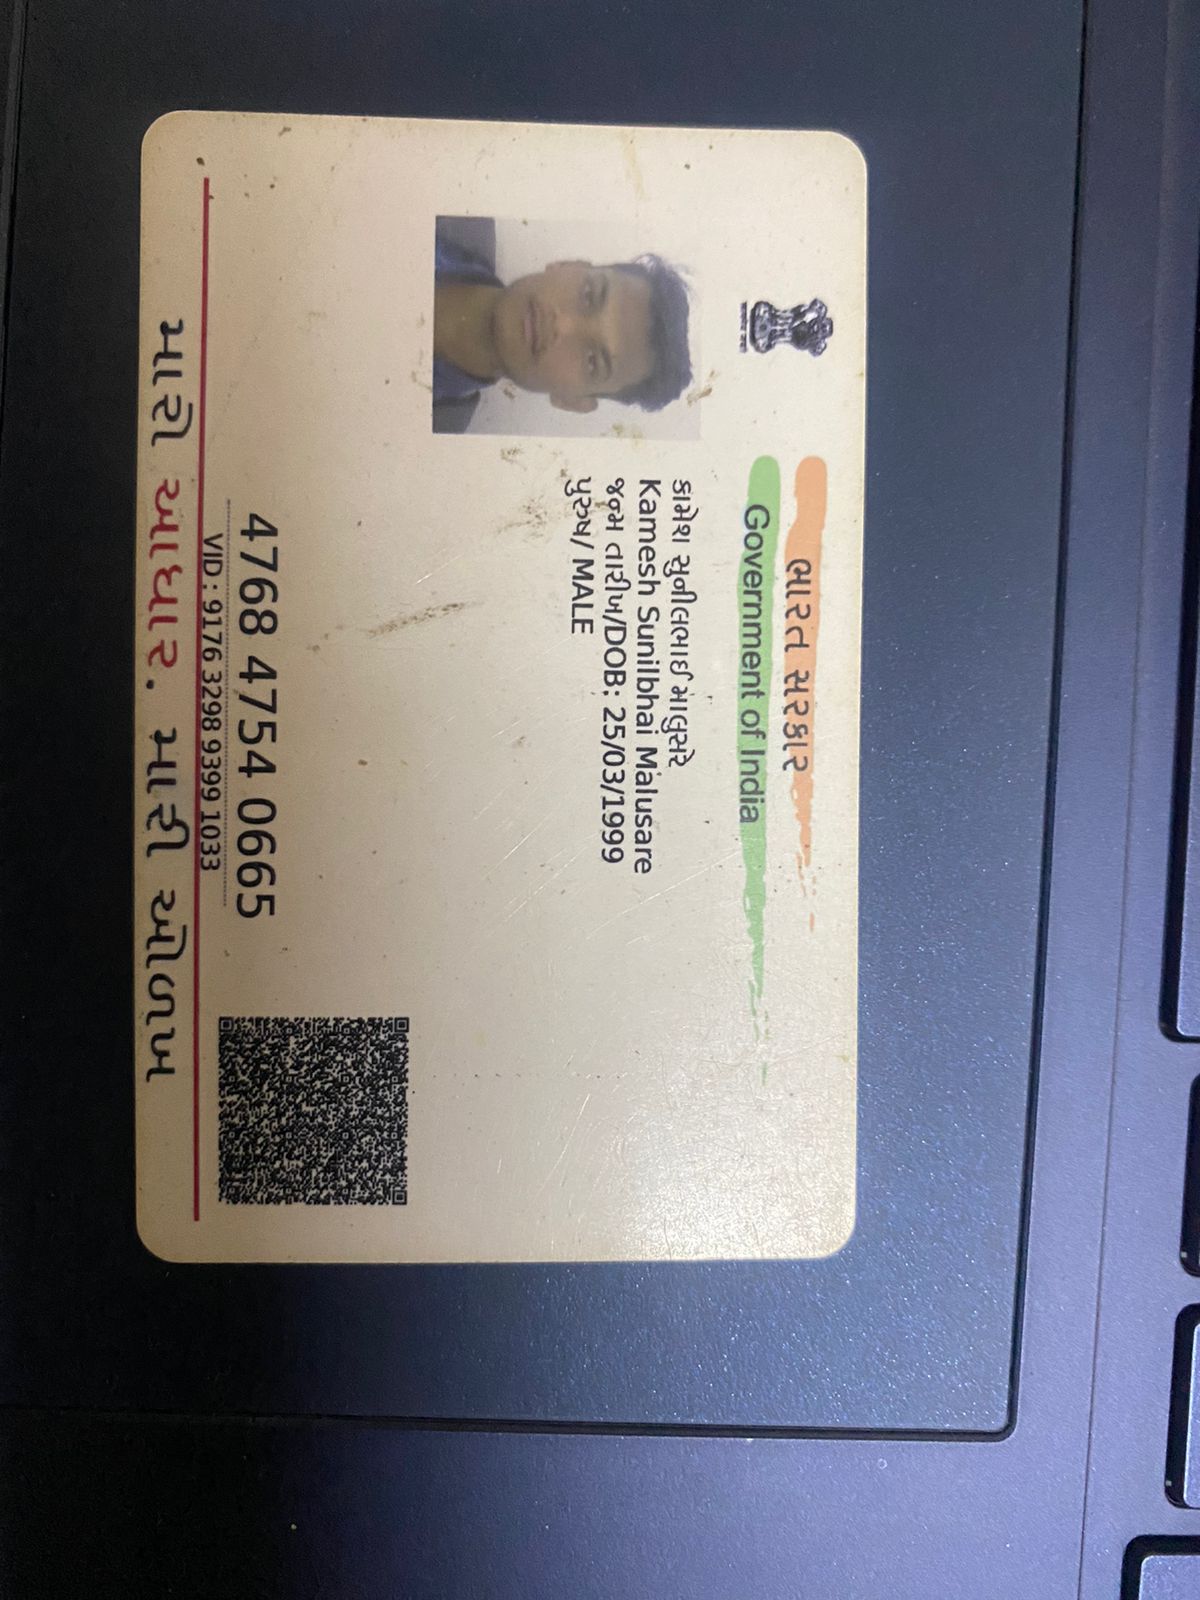 ભારત સરકાર
Government of India
કામેશ સુનીલભાઈ માલુસરે
Kamesh Sunilbhai Malusare
જન્મ તારીખ/DOB: 25/03/1999
પુરુષ/ MALE
4768 4754 0665
VID : 9176 3298 9399 1033
મારો આધાર. મારી ઓળખ